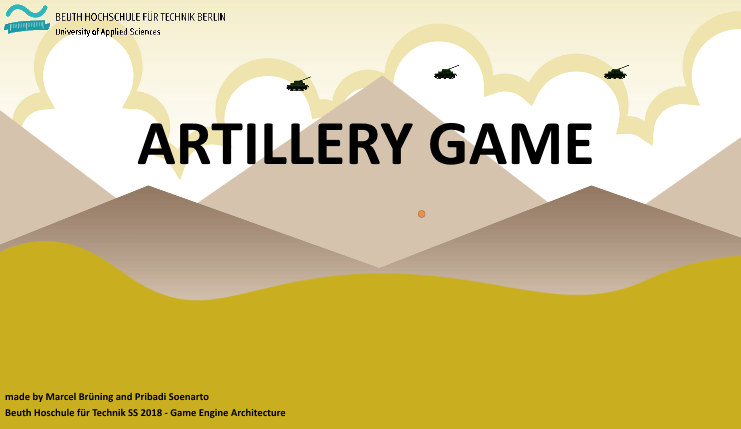 BEUTH HOCHSCHULE FÜR TECHNIK BERLIN
University of Applied Sciences
ARTILLERY GAME
made by Marcel Brüning and Pribadi Soenarto
Beuth Hoschule für Technik SS 2018 - Game Engine Architecture